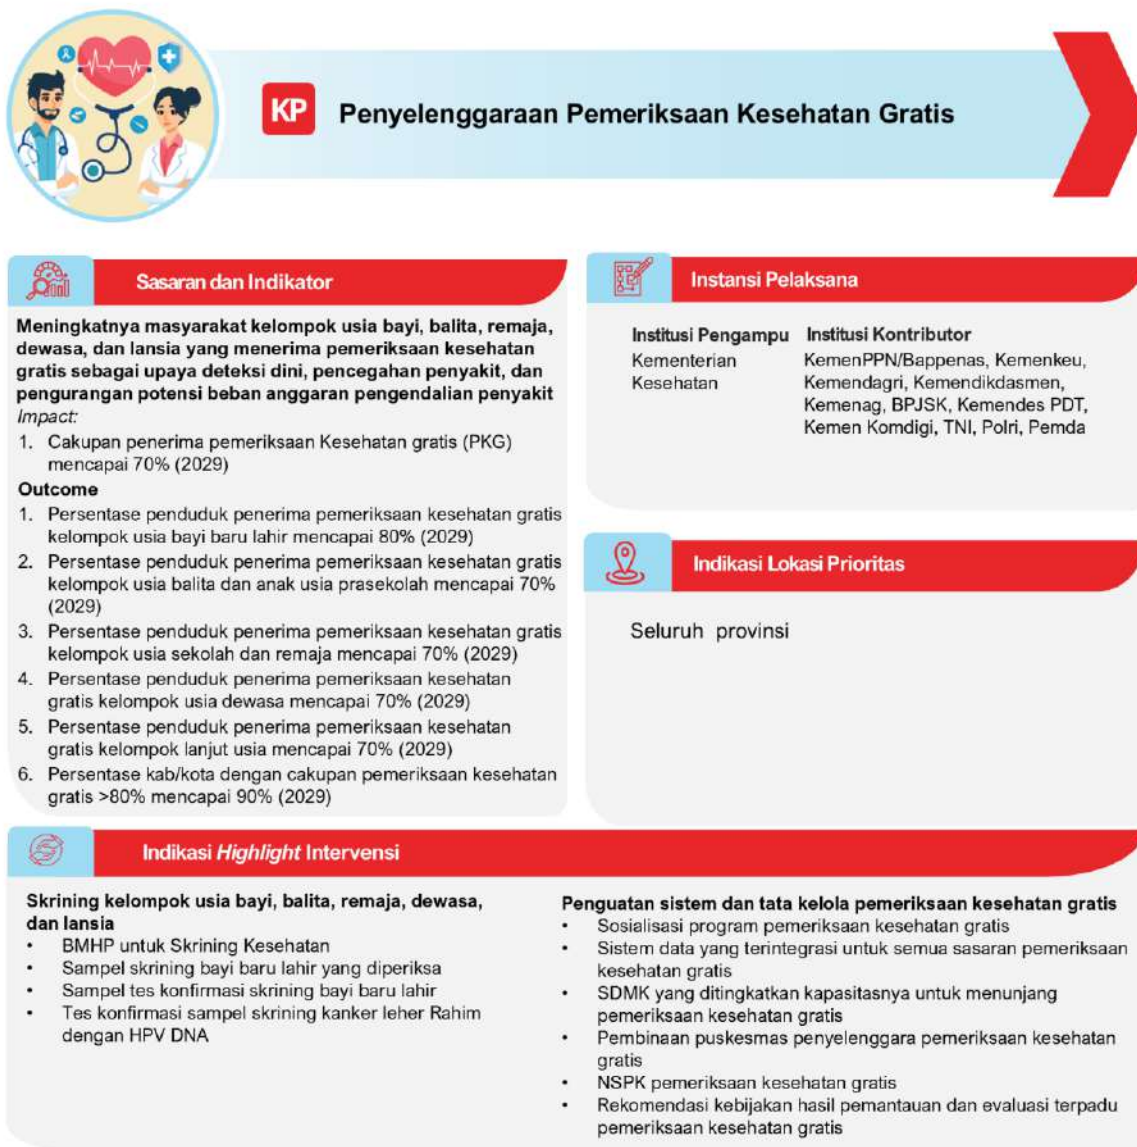 KP
Penyelenggaraan Pemeriksaan Kesehatan Gratis
Sasaran dan Indikator
Meningkatnya masyarakat kelompok usia bayi, balita, remaja,
dewasa, dan lansia yang menerima pemeriksaan kesehatan
gratis sebagai upaya deteksi dini, pencegahan penyakit, dan
pengurangan potensi beban anggaran pengendalian penyakit
Impact:
1. Cakupan penerima pemeriksaan Kesehatan gratis (PKG)
mencapai 70% (2029)
Outcome
1. Persentase penduduk penerima pemeriksaan kesehatan gratis
kelompok usia bayi baru lahir mencapai 80% (2029)
2. Persentase penduduk penerima pemeriksaan kesehatan gratis
kelompok usia balita dan anak usia prasekolah mencapai 70%
(2029)
3. Persentase penduduk penerima pemeriksaan kesehatan gratis
kelompok usia sekolah dan remaja mencapai 70% (2029)
4. Persentase penduduk penerima pemeriksaan kesehatan
gratis kelompok usia dewasa mencapai 70% (2029)
5. Persentase penduduk penerima pemeriksaan kesehatan
gratis kelompok lanjut usia mencapai 70% (2029)
6. Persentase kab/kota dengan cakupan pemeriksaan kesehatan
gratis >80% mencapai 90% (2029)
Instansi Pelaksana
Institusi Pengampu
Kementerian
Kesehatan
Institusi Kontributor
KemenPPN/Bappenas, Kemenkeu,
Kemendagri, Kemendikdasmen,
Kemenag, BPJSK, Kemendes PDT,
Kemen Komdigi, TNI, Polri, Pemda
Indikasi Lokasi Prioritas
Seluruh provinsi
Indikasi Highlight Intervensi
Skrining kelompok usia bayi, balita, remaja, dewasa,
dan lansia
• BMHP untuk Skrining Kesehatan
• Sampel skrining bayi baru lahir yang diperiksa
• Sampel tes konfirmasi skrining bayi baru lahir
• Tes konfirmasi sampel skrining kanker leher Rahim
dengan HPV DNA
Penguatan sistem dan tata kelola pemeriksaan kesehatan gratis
• Sosialisasi program pemeriksaan kesehatan gratis
• Sistem data yang terintegrasi untuk semua sasaran pemeriksaan
kesehatan gratis
• SDMK yang ditingkatkan kapasitasnya untuk menunjang
pemeriksaan kesehatan gratis
• Pembinaan puskesmas penyelenggara pemeriksaan kesehatan
gratis
• NSPK pemeriksaan kesehatan gratis
• Rekomendasi kebijakan hasil pemantauan dan evaluasi terpadu
pemeriksaan kesehatan gratis